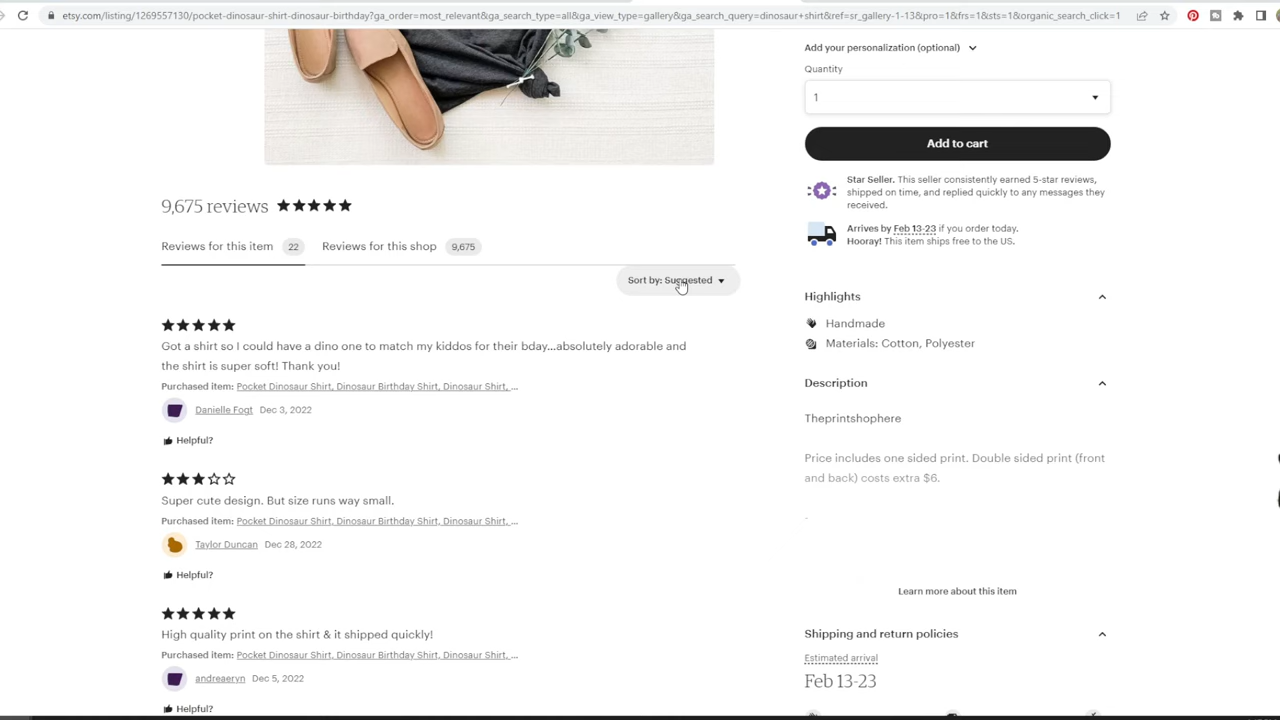 etsy.com/listing/1269557130/pocket-dinosaur-shirt-dinosaur-birthday?ga_order=most_relevant&ga_search_type=all&ga_view_type=gallery&ga_search_query=dinosaur+shirt&ref=sr_gallery-1-13&pro=1&frs=1&sts=1&organic_search_click=1
Add your personalization (optional)
Quantity
1
Add to cart
Star Seller. This seller consistently earned 5-star reviews,
shipped on time, and replied quickly to any messages they
received.
Arrives by Feb 13-23 if you order today.
Hooray! This item ships free to the US.
9,675 reviews
Reviews for this item 22 Reviews for this shop 9,675
Sort by: Suggested
Got a shirt so I could have a dino one to match my kiddos for their bday...absolutely adorable and
the shirt is super soft! Thank you!
Purchased item: Pocket Dinosaur Shirt, Dinosaur Birthday Shirt, Dinosaur Shirt, ...
Danielle Fogt Dec 3, 2022
Helpful?
Super cute design. But size runs way small.
Purchased item: Pocket Dinosaur Shirt, Dinosaur Birthday Shirt, Dinosaur Shirt, ...
Taylor Duncan Dec 28, 2022
Helpful?
High quality print on the shirt & it shipped quickly!
Purchased item: Pocket Dinosaur Shirt, Dinosaur Birthday Shirt, Dinosaur Shirt, ...
andreaeryn Dec 5, 2022
Helpful?
Highlights
Handmade
Materials: Cotton, Polyester
Description
Theprintshophere
Price includes one sided print. Double sided print (front
and back) costs extra $6.
Learn more about this item
Shipping and return policies
Estimated arrival
Feb 13-23